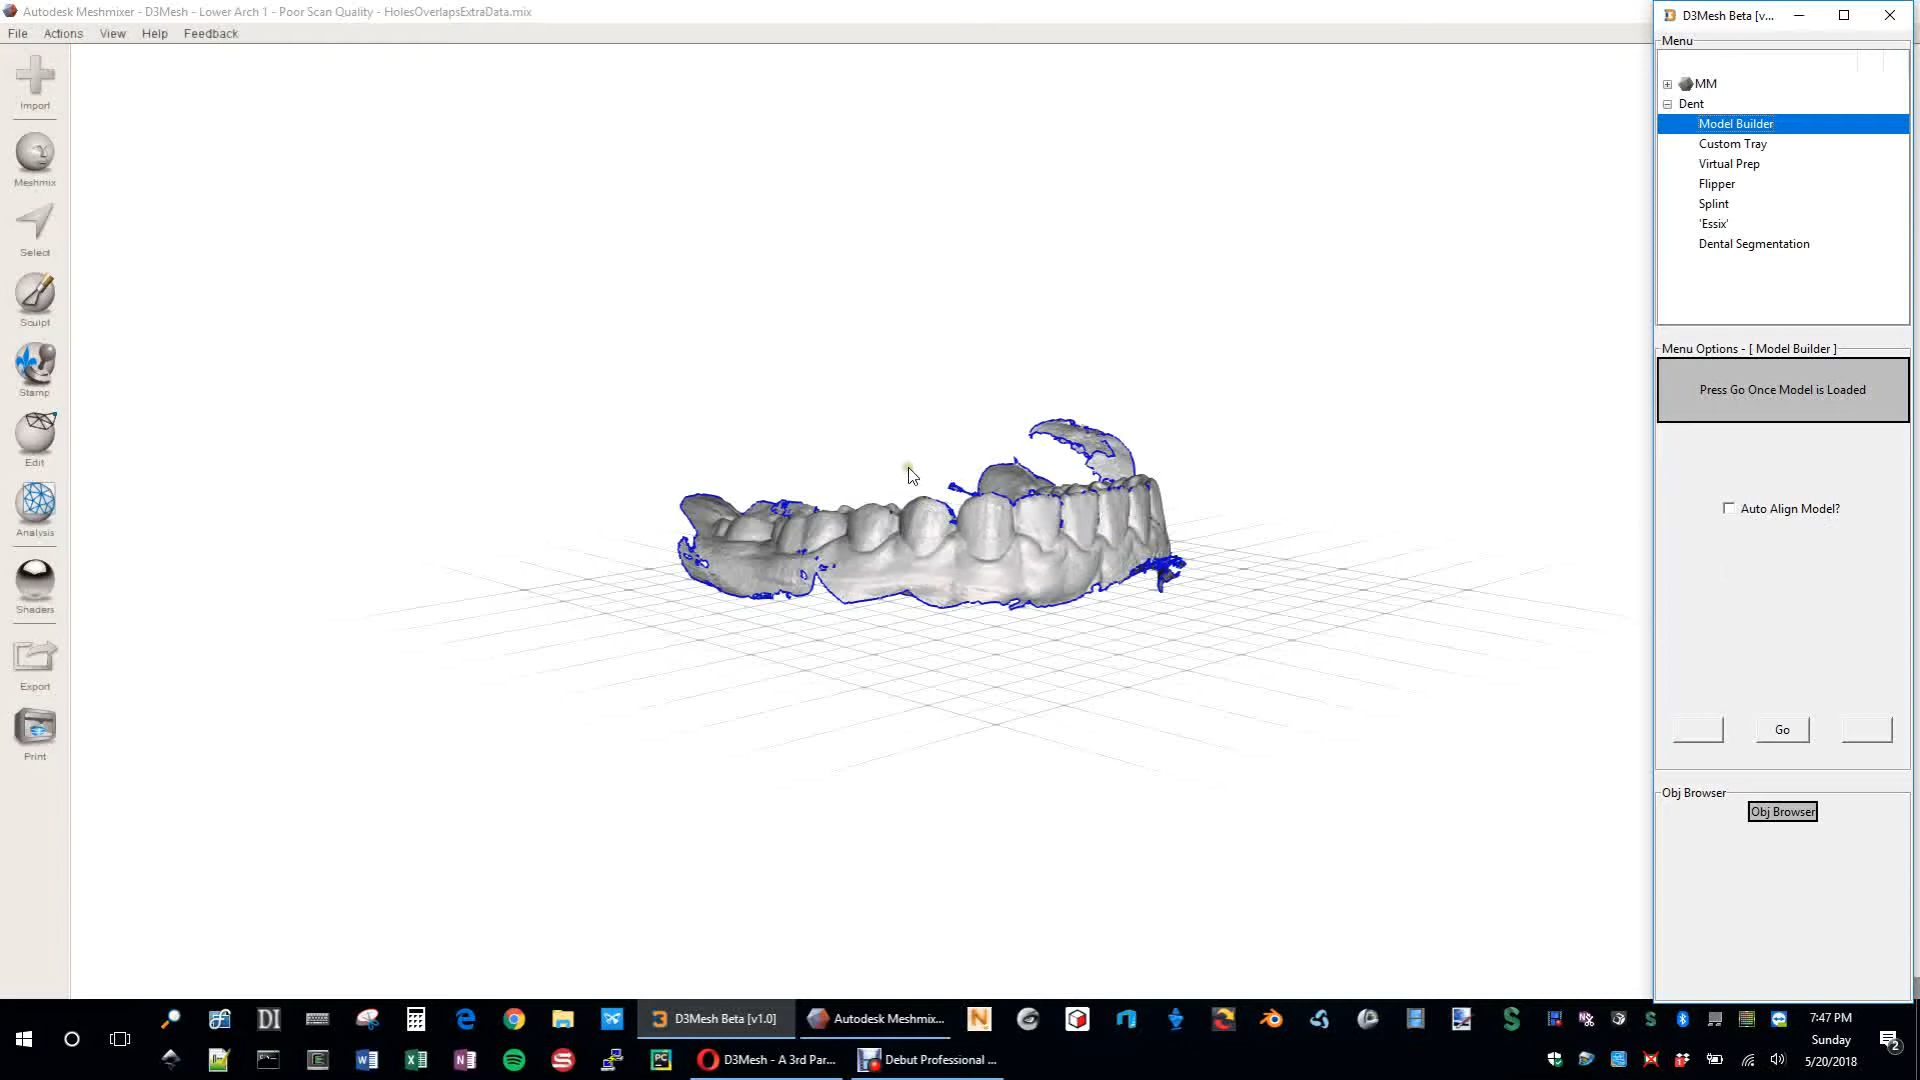 Autodesk Meshmixer - D3Mesh - Lower Arch 1 - Poor Scan Quality - HolesOverlapsExtraData.mix
File Actions View Help Feedback
Import
Meshmix
Select
Sculpt
Stamp
Edit
Analysis
Shaders
Export
Print
D3Mesh Beta [v...
Menu
MM
Dent
Model Builder
Custom Tray
Virtual Prep
Flipper
Splint
'Essix'
Dental Segmentation
Menu Options - [ Model Builder ]
Press Go Once Model is Loaded
Auto Align Model?
Go
Obj Browser
Obj Browser
D3Mesh Beta [v1.0]
Autodesk Meshmix...
7:47 PM
Sunday
5/20/2018
2
D3Mesh - A 3rd Par...
Debut Professional ...